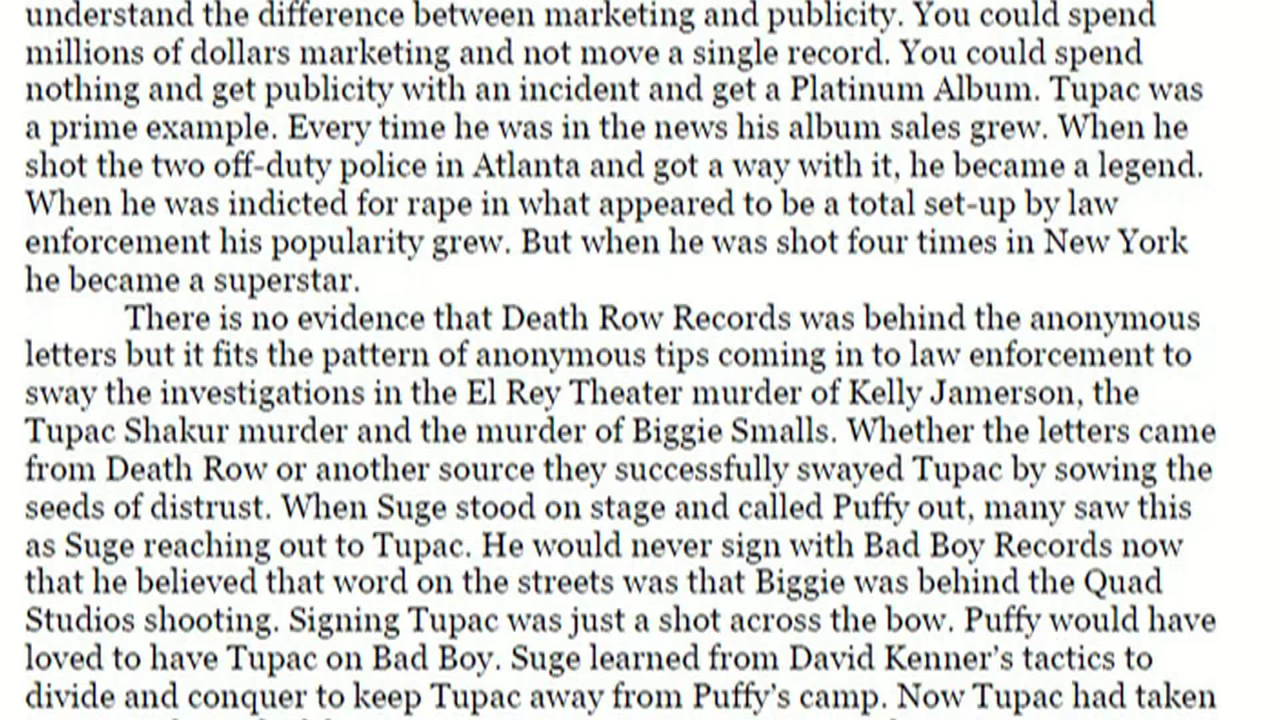 understand the difference between marketing and publicity. You could spend
millions of dollars marketing and not move a single record. You could spend
nothing and get publicity with an incident and get a Platinum Album. Tupac was
a prime example. Every time he was in the news his album sales grew. When he
shot the two off-duty police in Atlanta and got a way with it, he became a legend.
When he was indicted for rape in what appeared to be a total set-up by law
enforcement his popularity grew. But when he was shot four times in New York
he became a superstar.
There is no evidence that Death Row Records was behind the anonymous
letters but it fits the pattern of anonymous tips coming in to law enforcement to
sway the investigations in the El Rey Theater murder of Kelly Jamerson, the
Tupac Shakur murder and the murder of Biggie Smalls. Whether the letters came
from Death Row or another source they successfully swayed Tupac by sowing the
seeds of distrust. When Suge stood on stage and called Puffy out, many saw this
as Suge reaching out to Tupac. He would never sign with Bad Boy Records now
that he believed that word on the streets was that Biggie was behind the Quad
Studios shooting. Signing Tupac was just a shot across the bow. Puffy would have
loved to have Tupac on Bad Boy. Suge learned from David Kenner's tactics to
divide and conquer to keep Tupac away from Puffy's camp. Now Tupac had taken